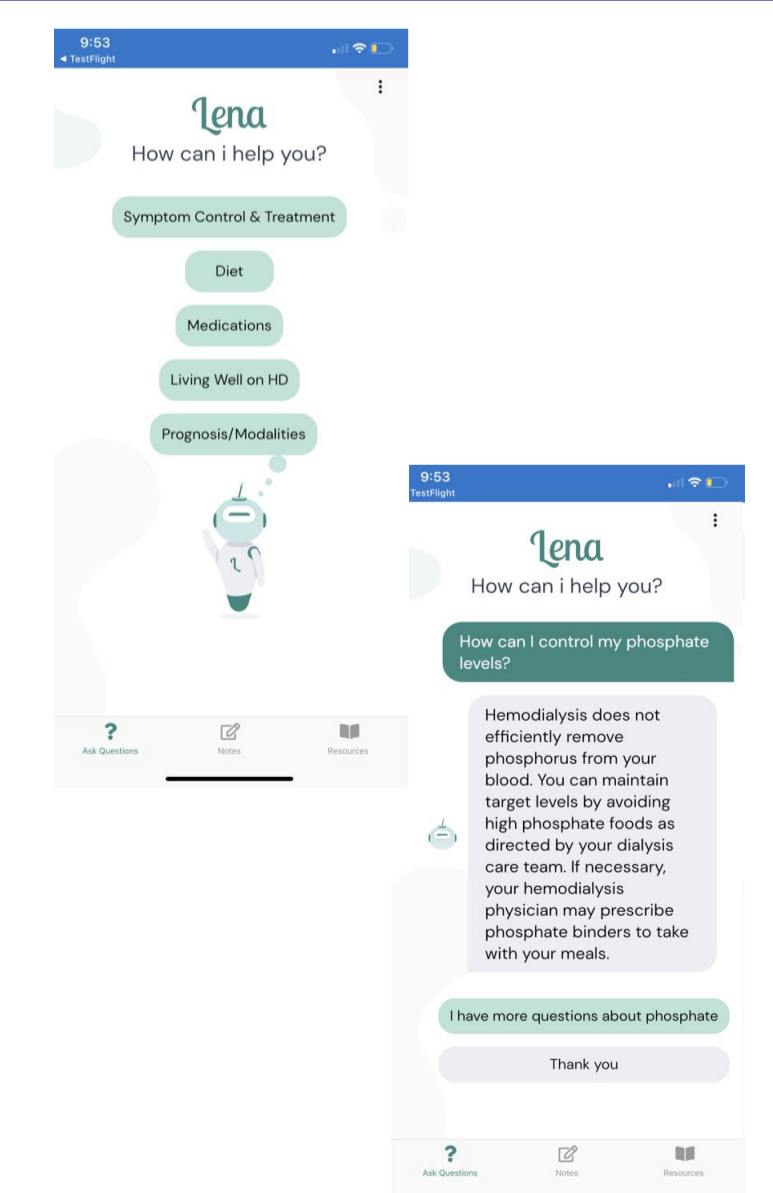 9:53
◄ TestFlight
Lena
How can i help you?
Symptom Control & Treatment
Diet
Medications
Living Well on HD
Prognosis/Modalities
L
?
Ask Questions
Notes
Resources
9:53
TestFlight
Lena
How can i help you?
How can I control my phosphate
levels?
Hemodialysis does not
efficiently remove
phosphorus from your
blood. You can maintain
target levels by avoiding
high phosphate foods as
directed by your dialysis
care team. If necessary,
your hemodialysis
physician may prescribe
phosphate binders to take
with your meals.
I have more questions about phosphate
Thank you
?
Ask Questions
Notes
Resources